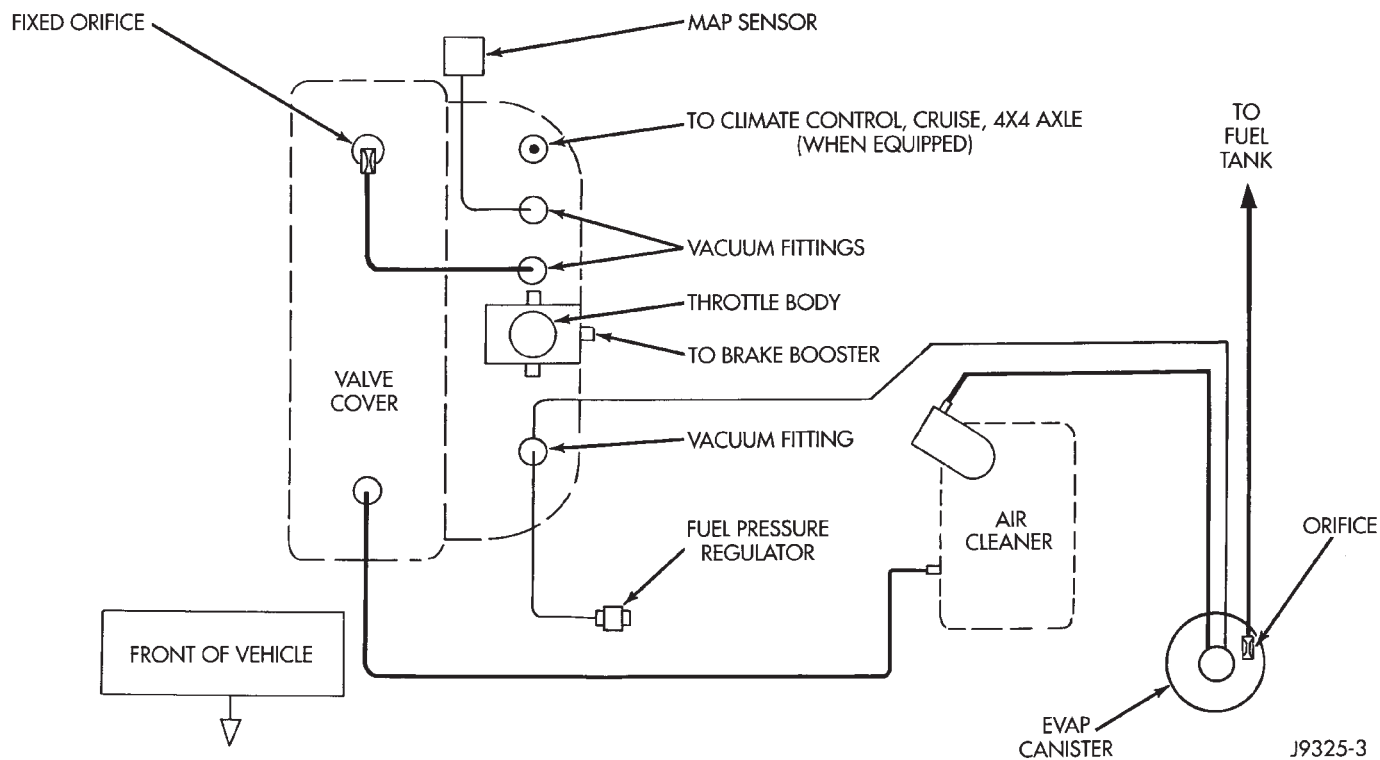 FIXED ORIFICE
MAP SENSOR
TO CLIMATE CONTROL, CRUISE, 4X4 AXLE
(WHEN EQUIPPED)
TO
FUEL
TANK
VACUUM FITTINGS
THROTTLE BODY
TO BRAKE BOOSTER
VALVE
COVER
VACUUM FITTING
FUEL PRESSURE
REGULATOR
AIR
CLEANER
ORIFICE
FRONT OF VEHICLE
EVAP
CANISTER
J9325-3